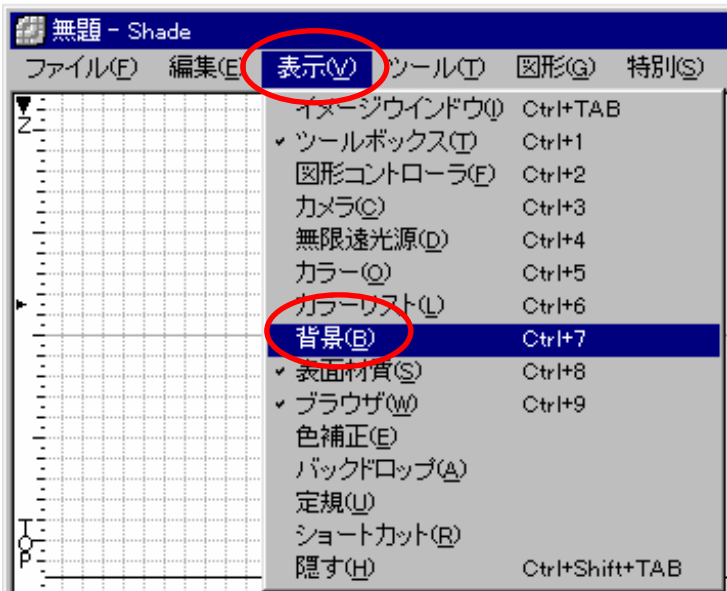 無題 - Shade
ファイル(F) 編集(E) 表示(V) ツール(T) 図形(G) 特別(S)
Z
イメージウインドウ(I) Ctrl+TAB
✓ ツールボックス(T) Ctrl+1
図形コントローラ(F) Ctrl+2
カメラ(C) Ctrl+3
無限遠光源(D) Ctrl+4
カラー(O) Ctrl+5
カラーリスト(L) Ctrl+6
背景(B) Ctrl+7
✓ 表面材質(S) Ctrl+8
✓ ブラウザ(W) Ctrl+9
色補正(E)
バックドロップ(A)
定規(U)
ショートカット(R)
隠す(H) Ctrl+Shift+TAB
TOP